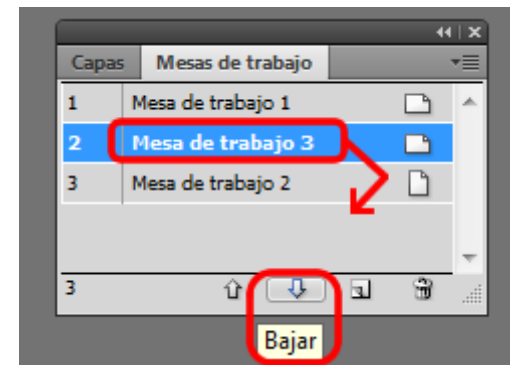 Capas Mesas de trabajo
1 Mesa de trabajo 1
2 Mesa de trabajo 3
3 Mesa de trabajo 2
3
Bajar